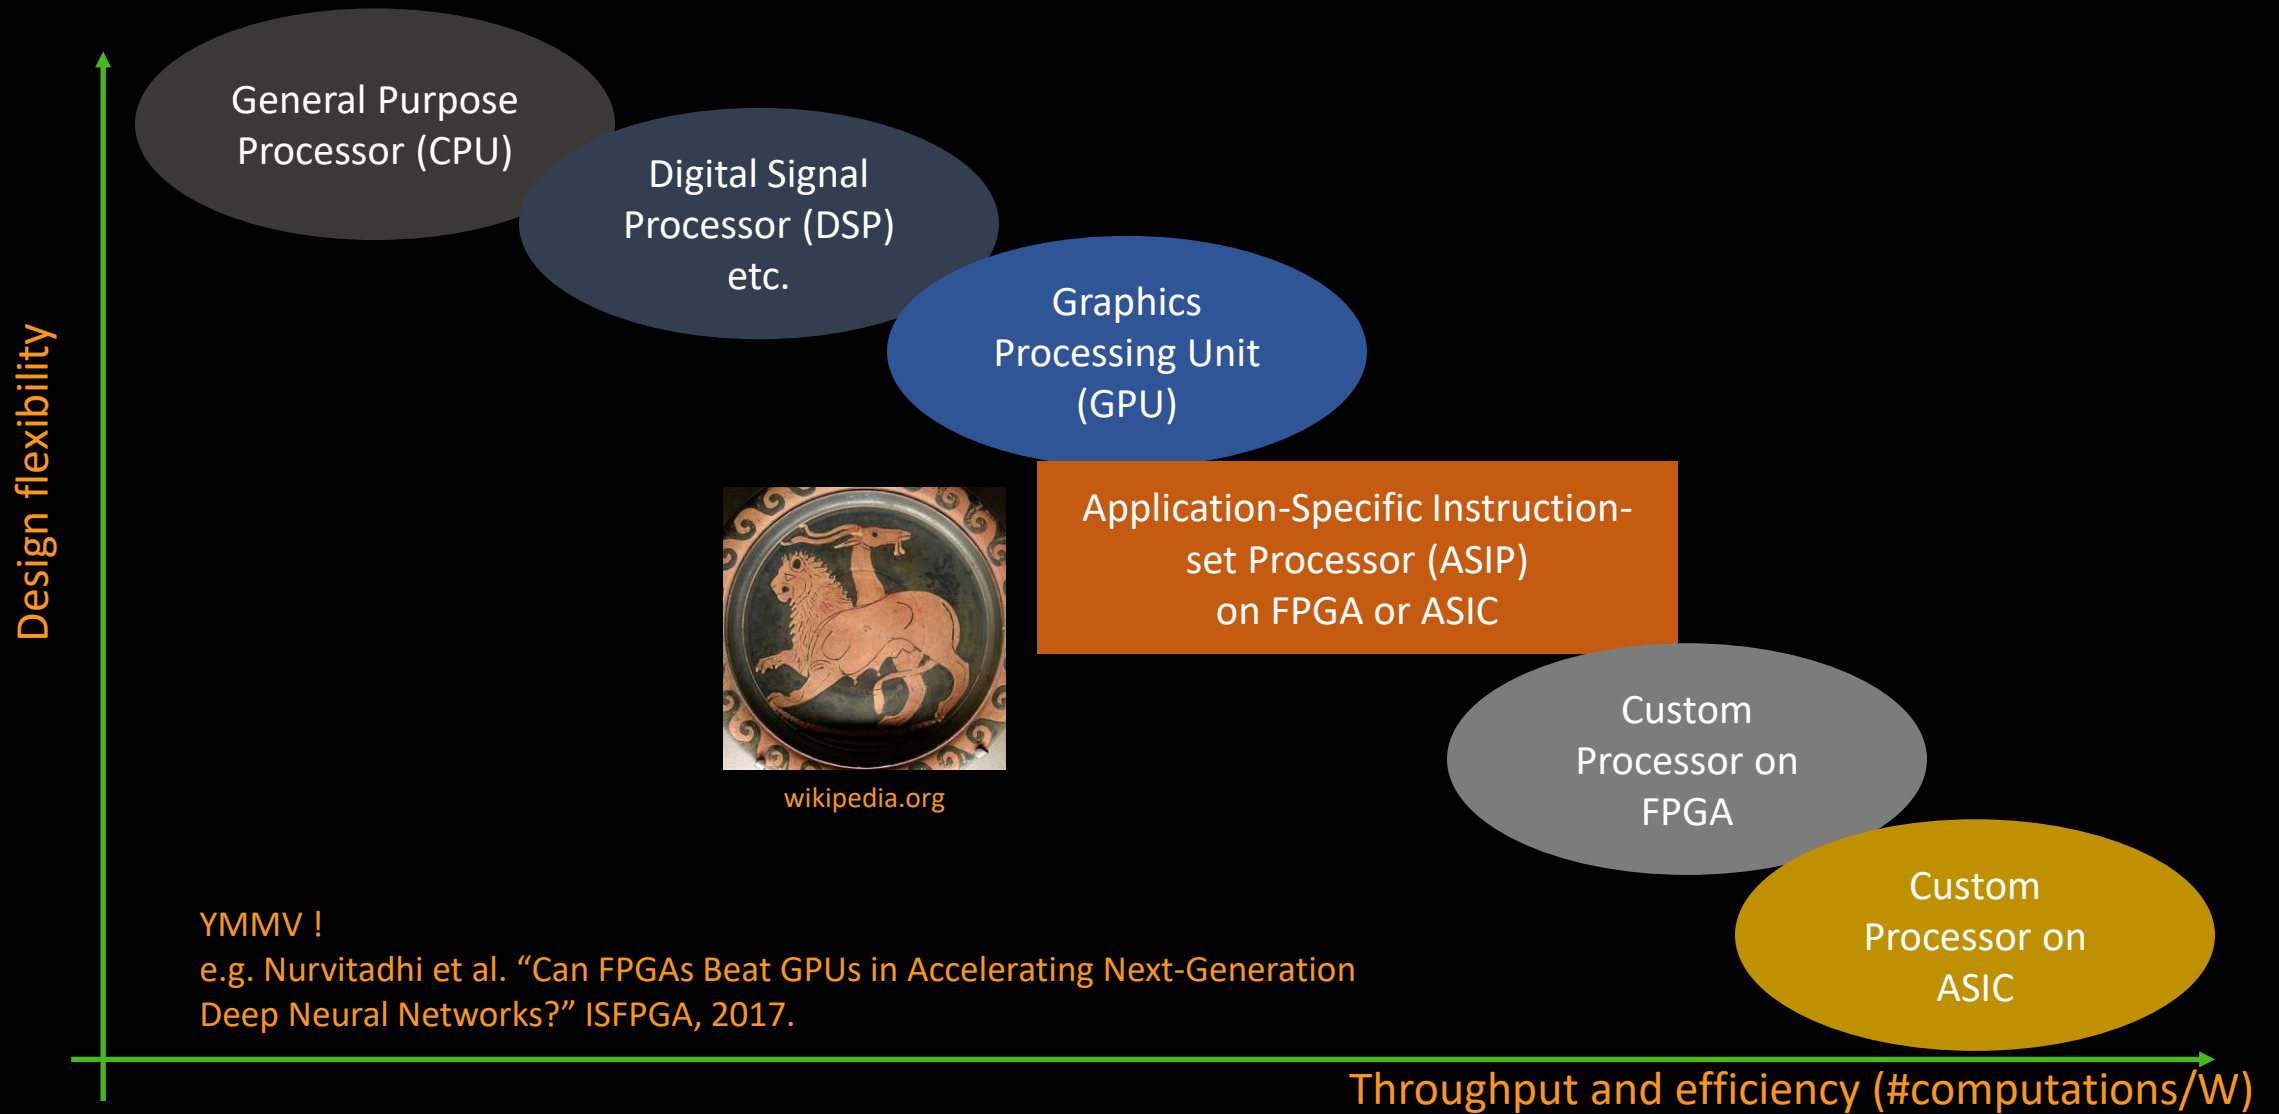 General Purpose
Processor (CPU)
Digital Signal
Processor (DSP)
etc.
Graphics
Processing Unit
(GPU)
Application-Specific Instruction-
set Processor (ASIP)
on FPGA or ASIC
Custom
Processor on
FPGA
Custom
Processor on
ASIC
Design flexibility
wikipedia.org
YMMV !
e.g. Nurvitadhi et al. “Can FPGAs Beat GPUs in Accelerating Next-Generation
Deep Neural Networks?” ISFPGA, 2017.
Throughput and efficiency (#computations/W)